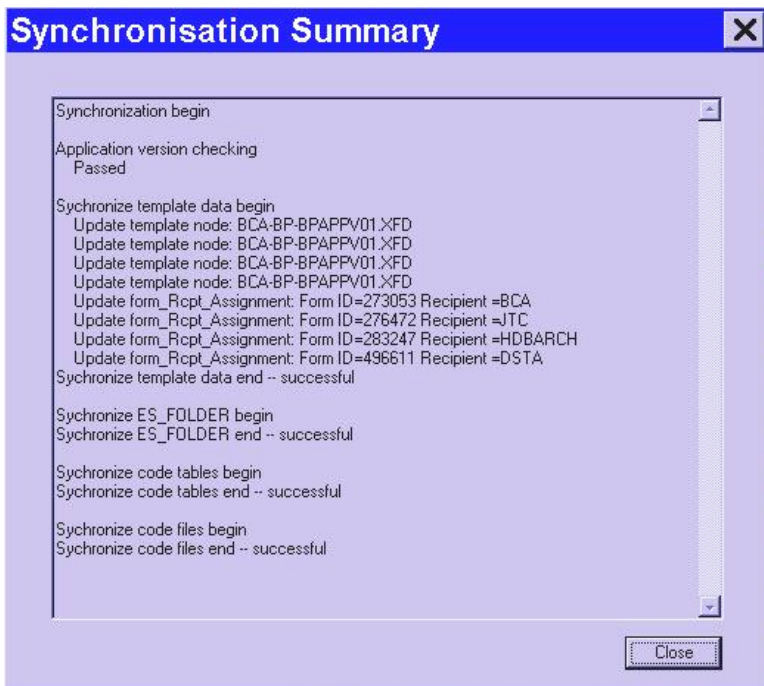 Synchronisation Summary
Synchronization begin
Application version checking
Passed
Sychronize template data begin
Update template node: BCA-BP-BPAPPV01.XFD
Update template node: BCA-BP-BPAPPV01.XFD
Update template node: BCA-BP-BPAPPV01.XFD
Update template node: BCA-BP-BPAPPV01.XFD
Update form_Rcpt_Assignment: Form ID=273053 Recipient =BCA
Update form_Rcpt_Assignment: Form ID=276472 Recipient =JTC
Update form_Rcpt_Assignment: Form ID=283247 Recipient =HDBARCH
Update form_Rcpt_Assignment: Form ID=496611 Recipient =DSTA
Sychronize template data end -- successful
Sychronize ES_FOLDER begin
Sychronize ES_FOLDER end -- successful
Sychronize code tables begin
Sychronize code tables end -- successful
Sychronize code files begin
Sychronize code files end -- successful
Close